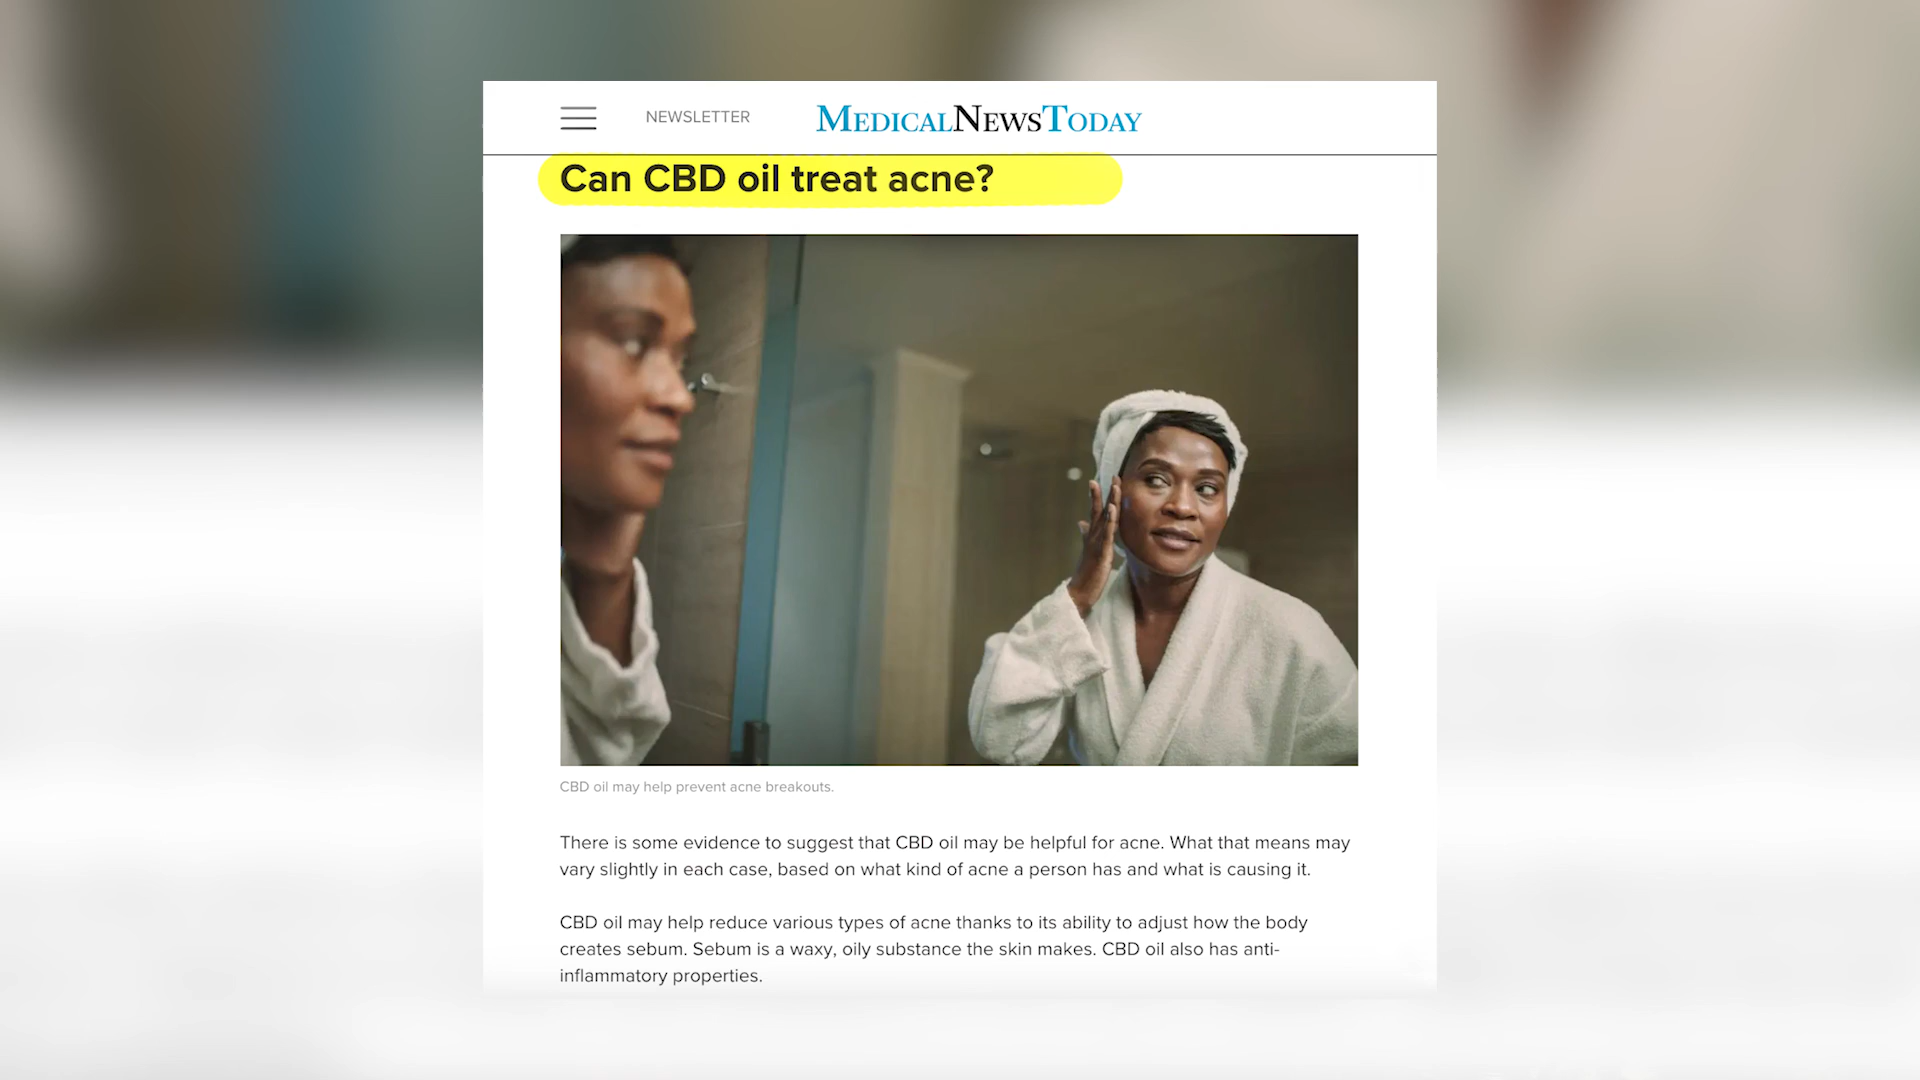 NEWSLETTER
MEDICALNEWSTODAY
Can CBD oil treat acne?
CBD oil may help prevent acne breakouts.
There is some evidence to suggest that CBD oil may be helpful for acne. What that means may
vary slightly in each case, based on what kind of acne a person has and what is causing it.
CBD oil may help reduce various types of acne thanks to its ability to adjust how the body
creates sebum. Sebum is a waxy, oily substance the skin makes. CBD oil also has anti-
inflammatory properties.